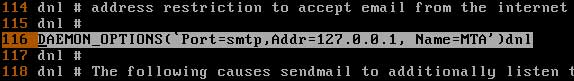 114 dnl # address restriction to accept email from the internet
115 dnl #
116 DAEMON_OPTIONS(`Port=smtp,Addr=127.0.0.1, Name=MTA')dnl
117 dnl #
118 dnl # The following causes sendmail to additionally listen t